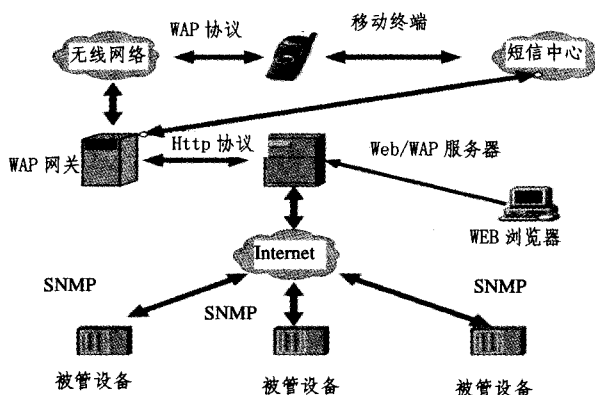 WAP 协议
移动终端
无线网络
短信中心
Http 协议
Web/WAP 服务器
WAP 网关
WEB 浏览器
Internet
SNMP
SNMP
SNMP
被管设备
被管设备
被管设备